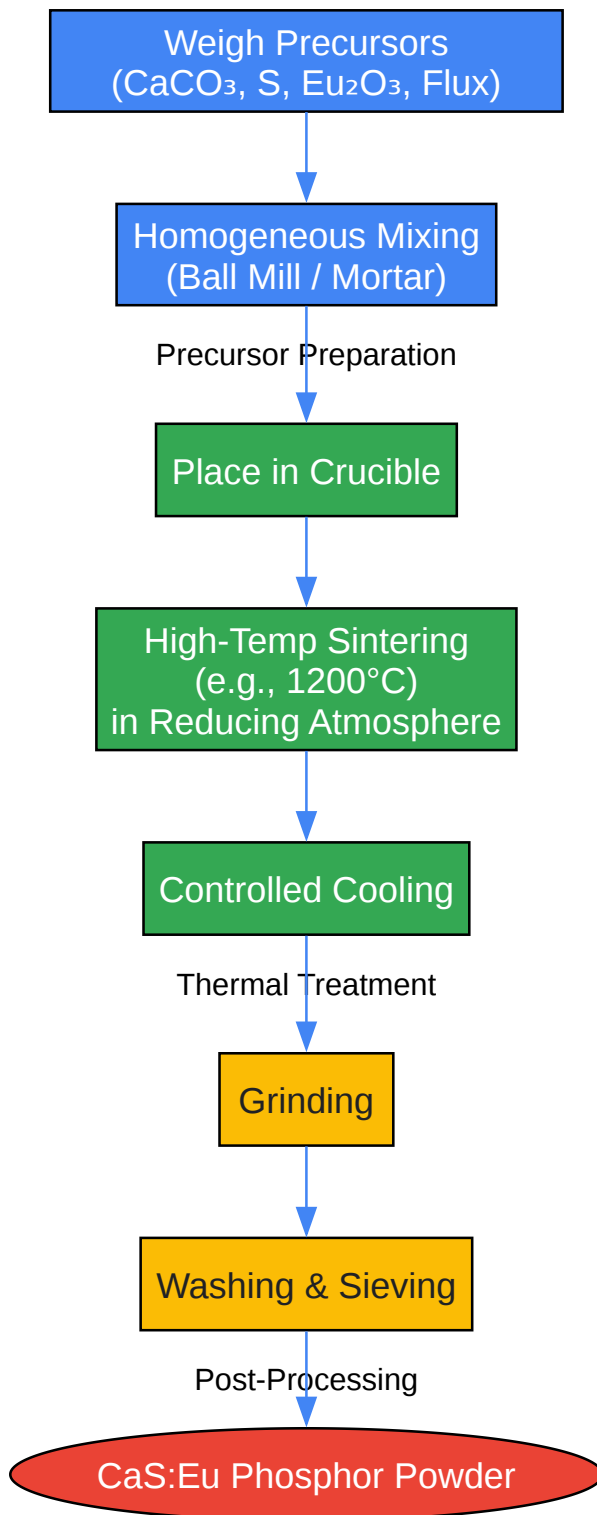 Weigh Precursors
(CaCO₃, S, Eu₂O₃, Flux)
Homogeneous Mixing
(Ball Mill / Mortar)
Precursor Preparation
Place in Crucible
High-Temp Sintering
(e.g., 1200°C)
in Reducing Atmosphere
Controlled Cooling
Thermal Treatment
Grinding
Washing & Sieving
Post-Processing
CaS:Eu Phosphor Powder